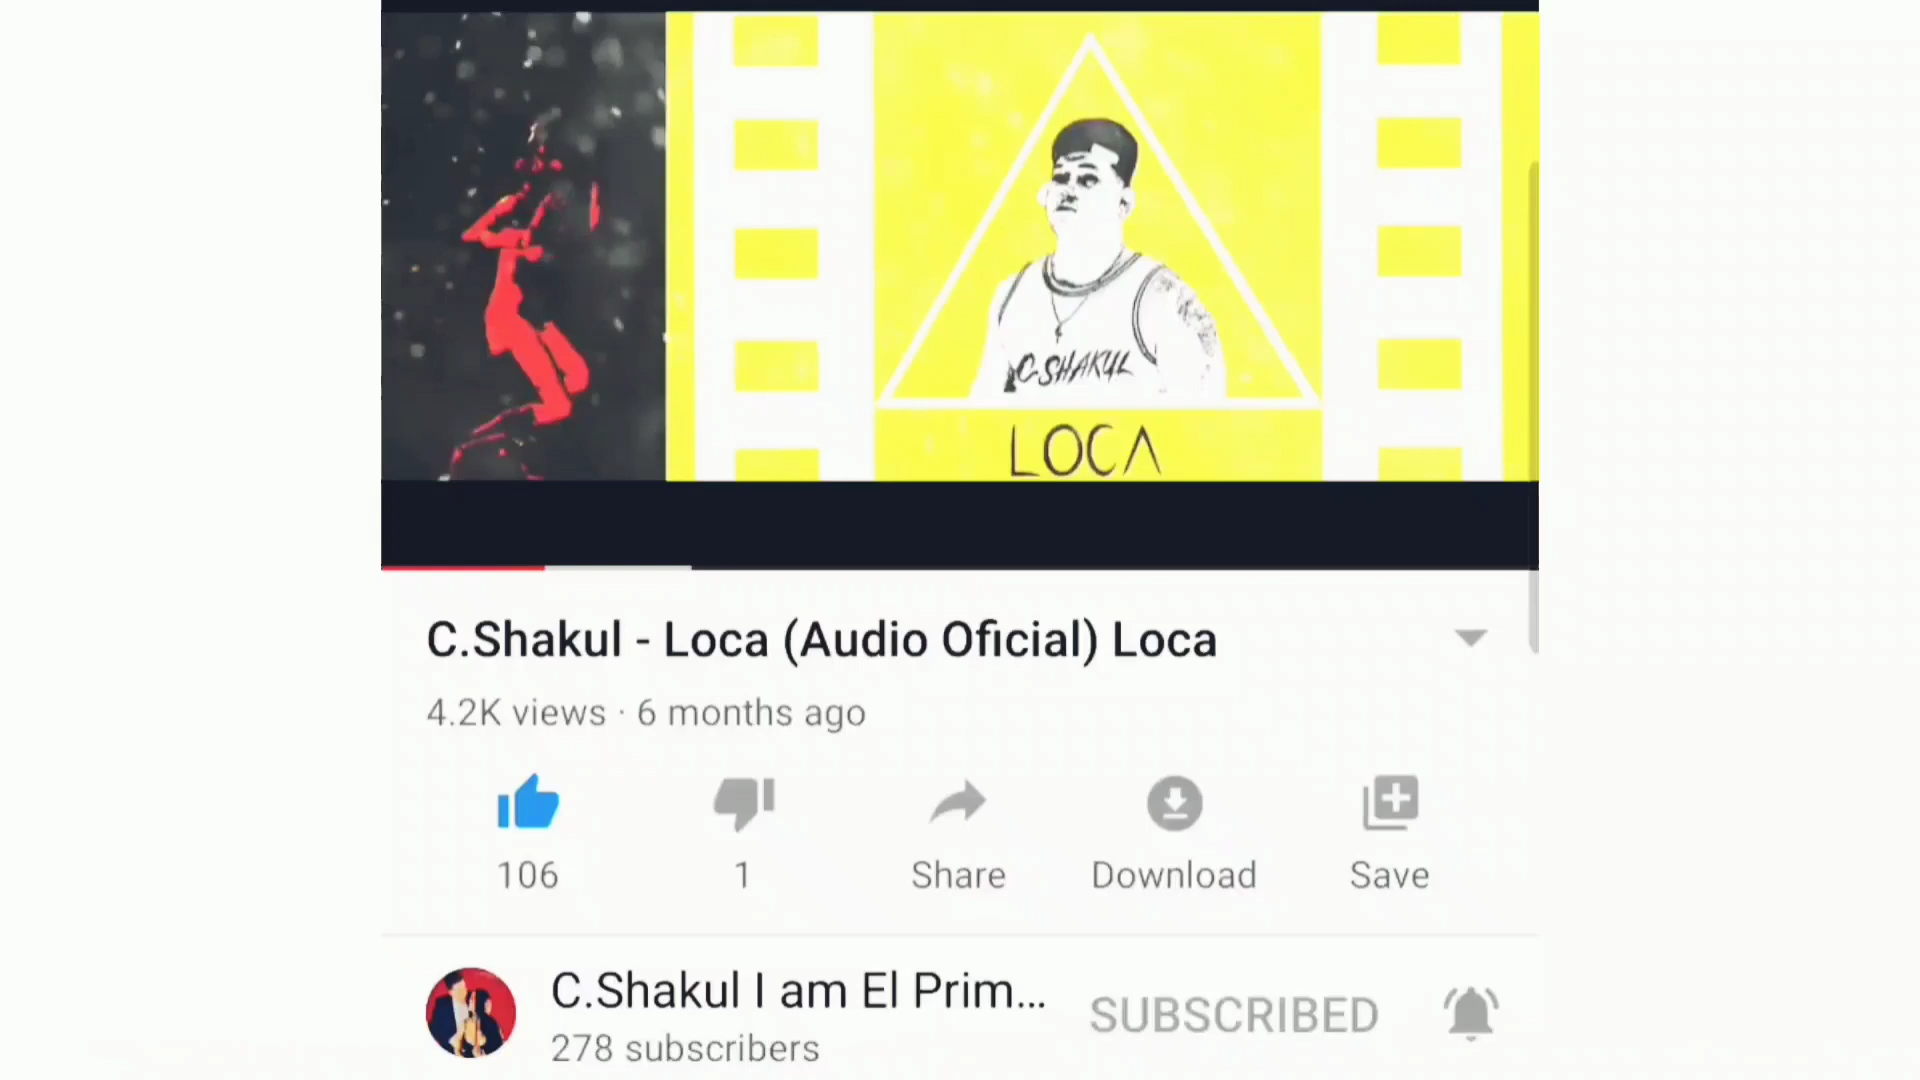 C.SHAKUL
LOCA
C.Shakul - Loca (Audio Oficial) Loca
4.2K views · 6 months ago
106
1
Share
Download
Save
C.Shakul I am El Prim...
SUBSCRIBED
278 subscribers